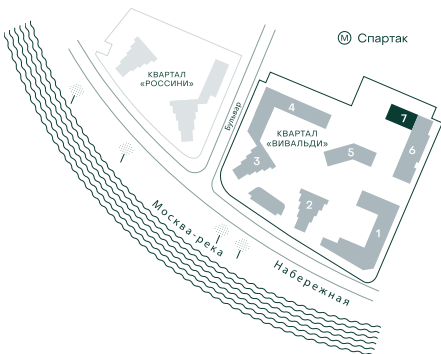 М Спартак
КВАРТАЛ
«РОССИНИ»
Бульвар
КВАРТАЛ
«ВИВАЛЬДИ»
4
7
3
5
6
2
1
Москва-река
Набережная